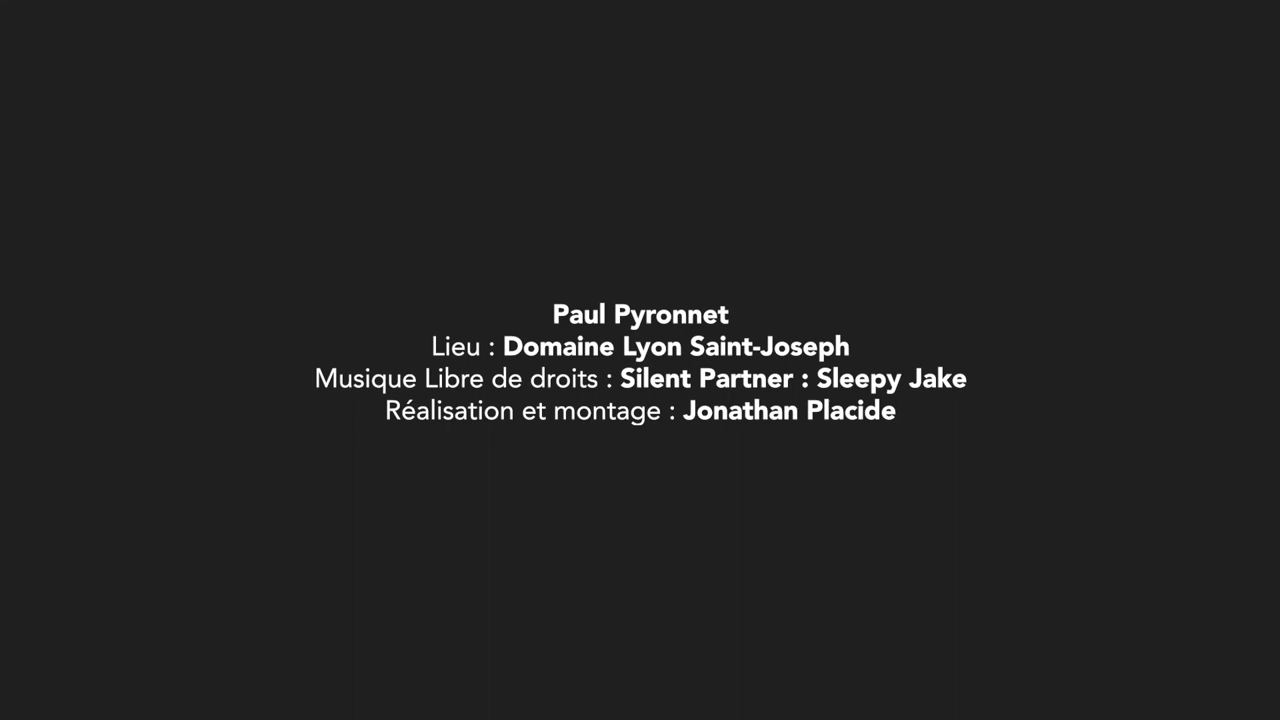 Paul Pyronnet
Lieu : Domaine Lyon Saint-Joseph
Musique Libre de droits : Silent Partner : Sleepy Jake
Réalisation et montage : Jonathan Placide